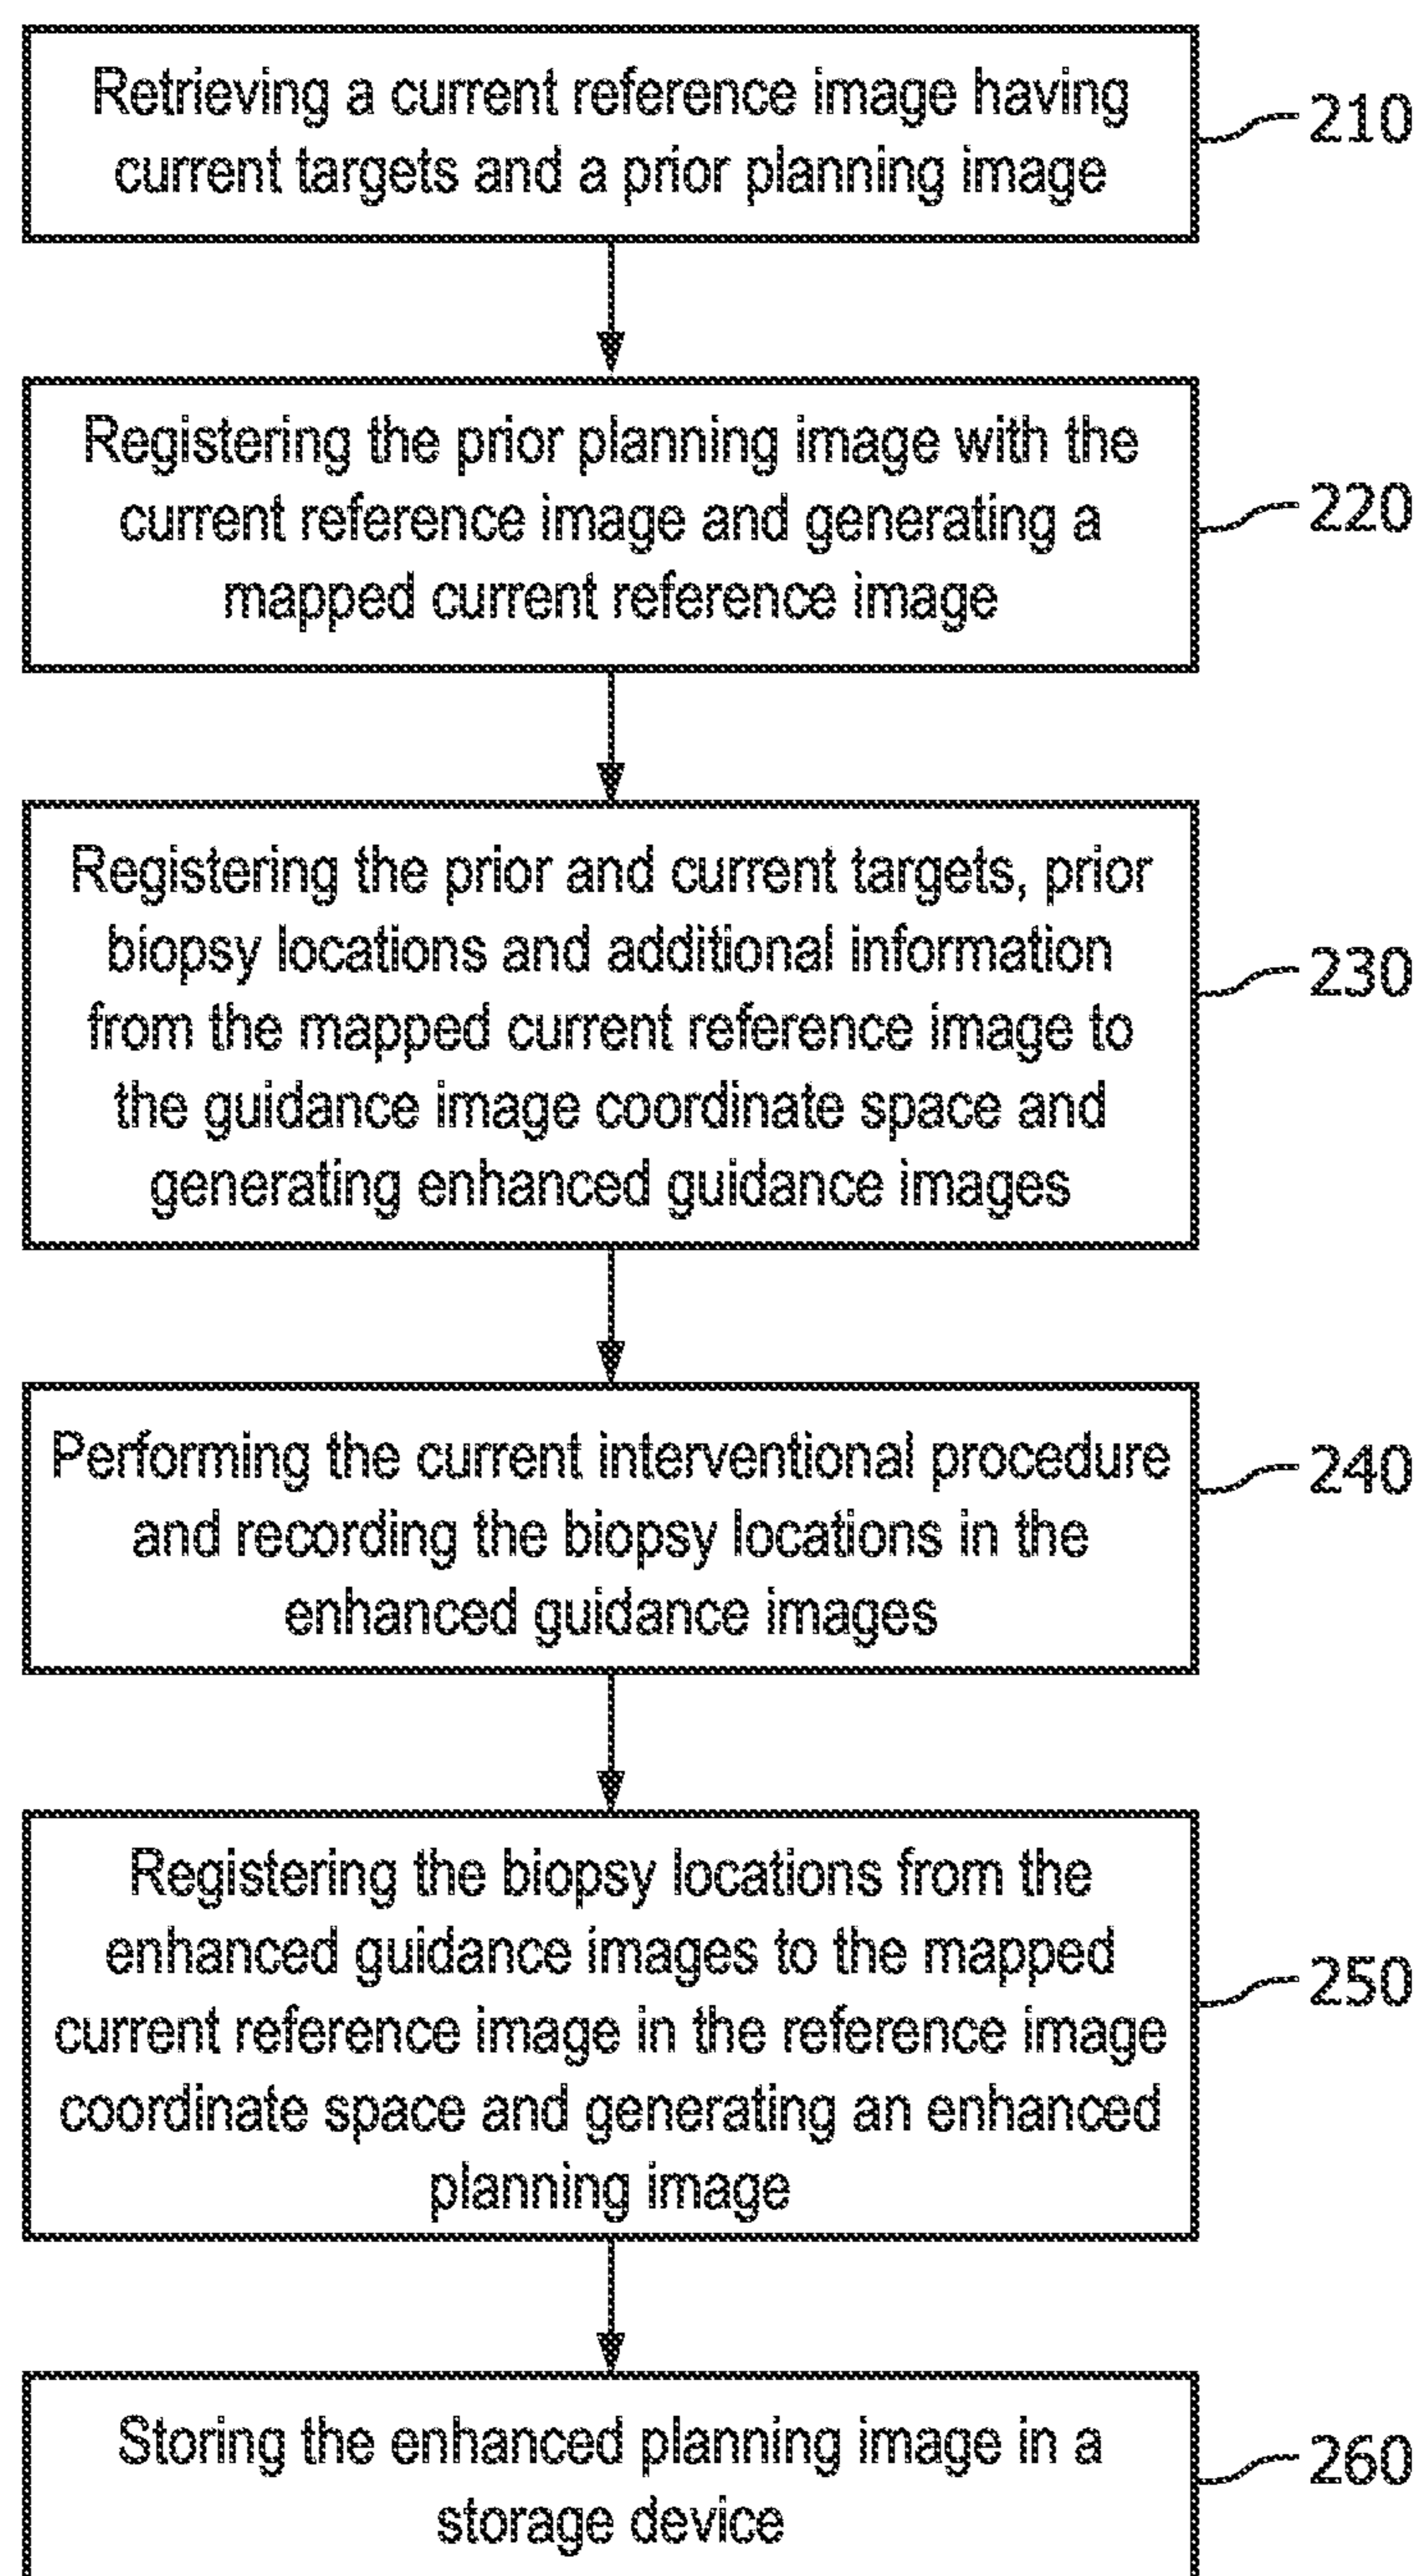 Retrieving a current reference image having
current targets and a prior planning image
210
Registering the prior planning image with the
current reference image and generating a
mapped current reference image
220
Registering the prior and current targets, prior
biopsy locations and additional information
from the mapped current reference image to
the guidance image coordinate space and
generating enhanced guidance images
230
Performing the current interventional procedure
and recording the biopsy locations in the
enhanced guidance images
240
Registering the biopsy locations from the
enhanced guidance images to the mapped
current reference image in the reference image
coordinate space and generating an enhanced
planning image
250
Storing the enhanced planning image in a
storage device
260